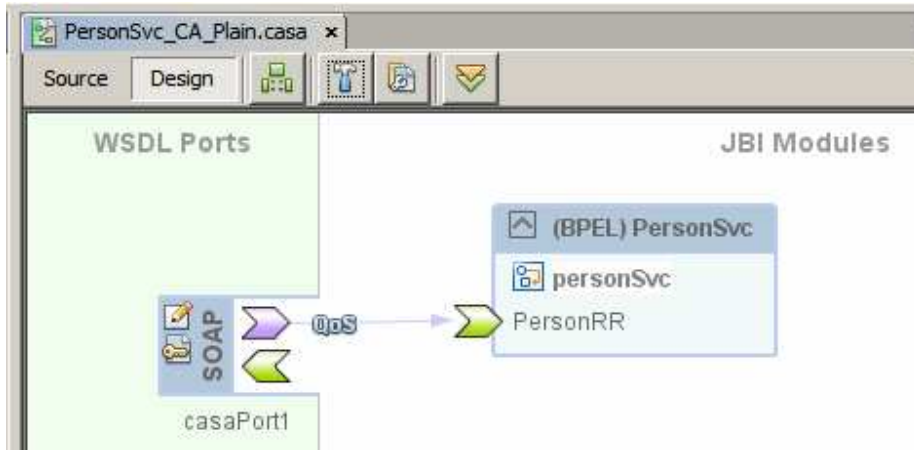 PersonSvc_CA_Plain.casa
Source Design
WSDL Ports
JBI Modules
(BPEL) PersonSvc
personSvc
PersonRR
QoS
SOAP
casaPort1